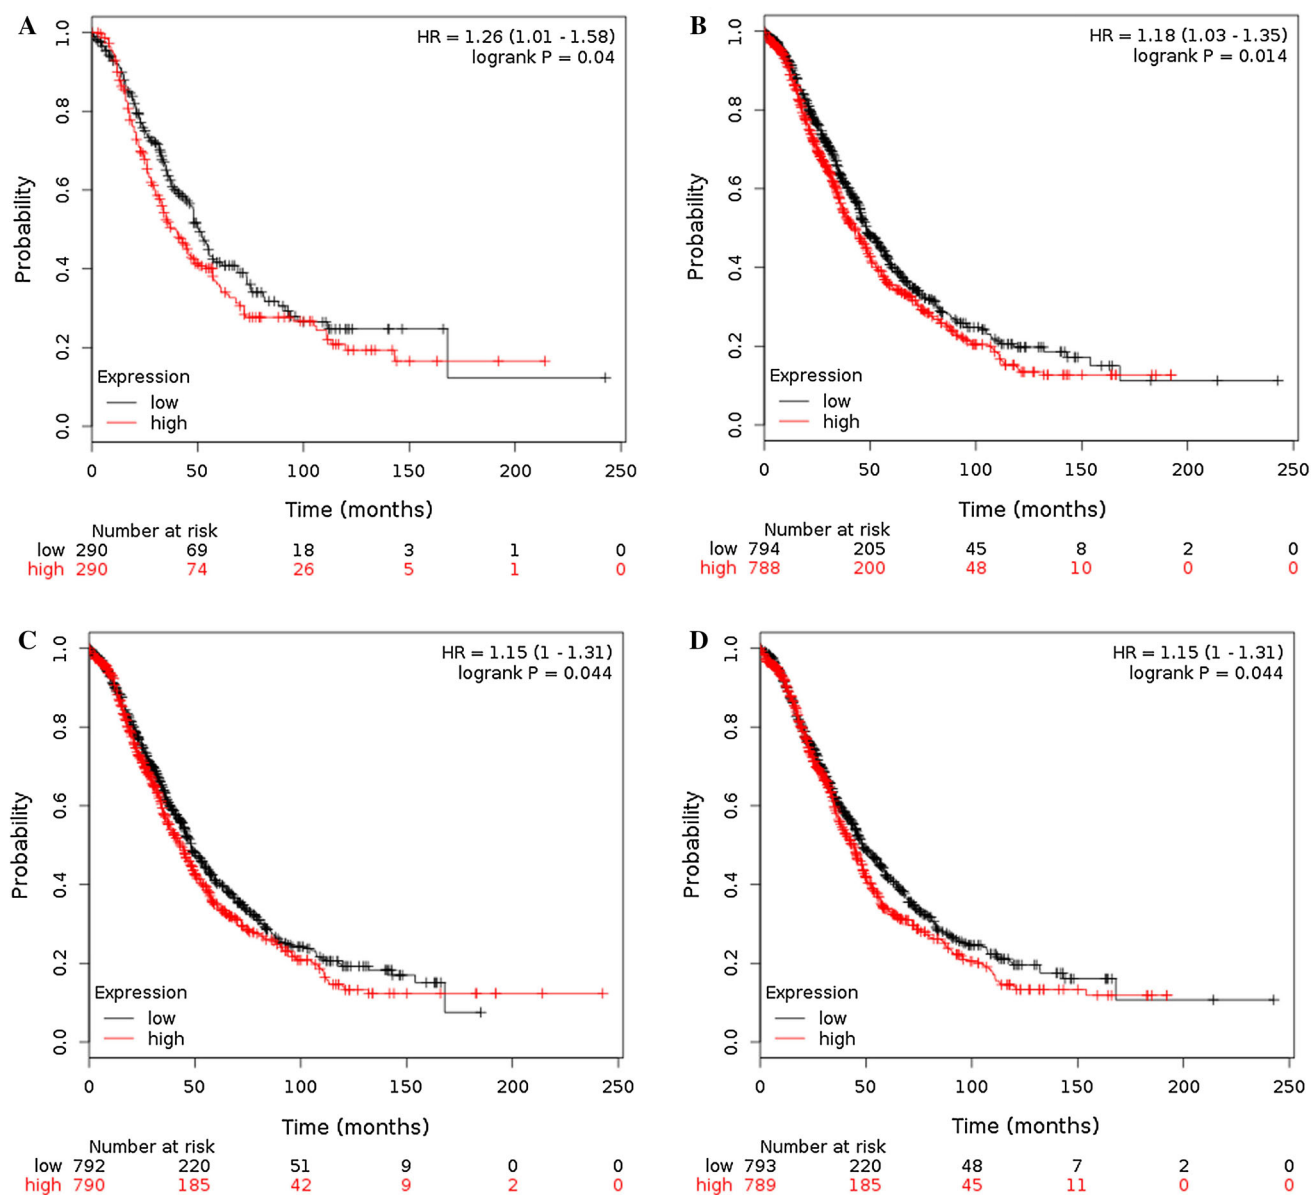 A
HR = 1.26 (1.01 - 1.58)
logrank P = 0.04
Probability
0.0 0.2 0.4 0.6 0.8 1.0
Expression
low
high
0 50 100 150 200 250
Time (months)
Number at risk
low 290 69 18 3 1 0
high 290 74 26 5 1 0
B
HR = 1.18 (1.03 - 1.35)
logrank P = 0.014
Probability
0.0 0.2 0.4 0.6 0.8 1.0
Expression
low
high
0 50 100 150 200 250
Time (months)
Number at risk
low 794 205 45 8 2 0
high 788 200 48 10 0 0
C
HR = 1.15 (1 - 1.31)
logrank P = 0.044
Probability
0.0 0.2 0.4 0.6 0.8 1.0
Expression
low
high
0 50 100 150 200 250
Time (months)
Number at risk
low 792 220 51 9 0 0
high 790 185 42 9 2 0
D
HR = 1.15 (1 - 1.31)
logrank P = 0.044
Probability
0.0 0.2 0.4 0.6 0.8 1.0
Expression
low
high
0 50 100 150 200 250
Time (months)
Number at risk
low 793 220 48 7 2 0
high 789 185 45 11 0 0